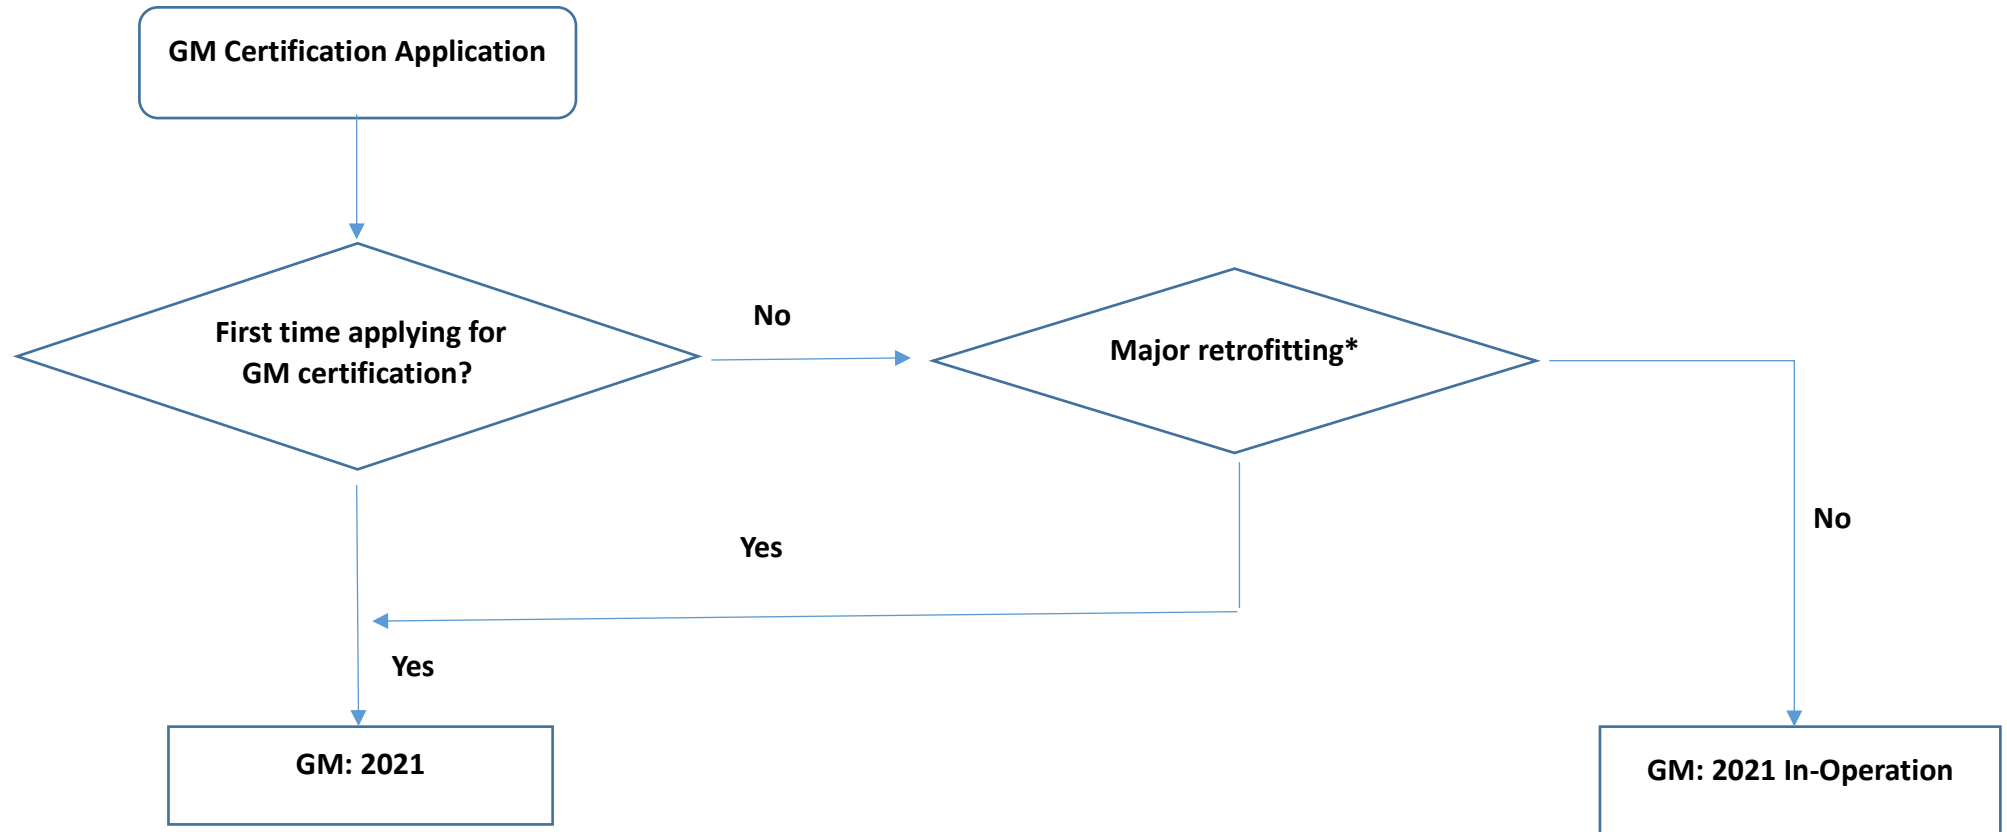 GM Certification Application
First time applying for
GM certification?
No
Major retrofitting*
No
Yes
Yes
GM: 2021
GM: 2021 In-Operation